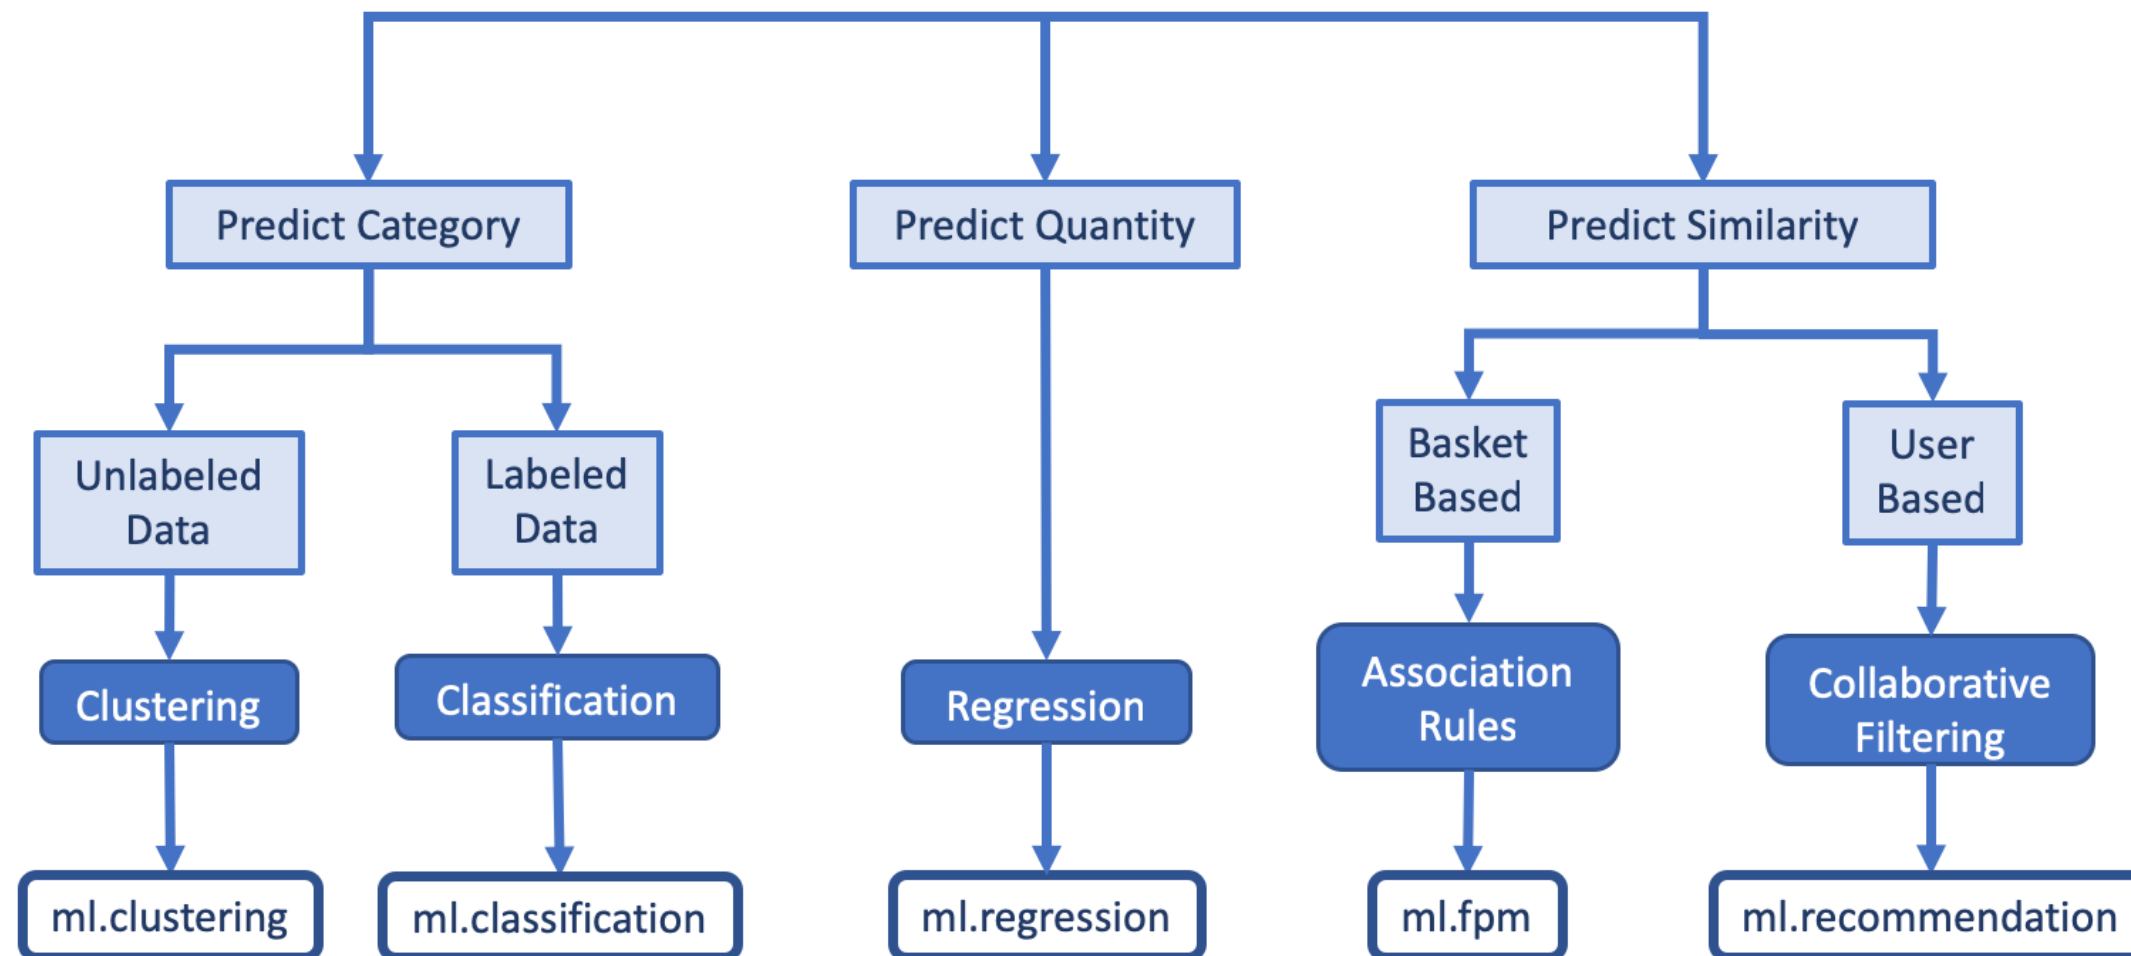 Predict Category
Predict Quantity
Predict Similarity
Unlabeled
Data
Labeled
Data
Basket
Based
User
Based
Clustering
Classification
Regression
Association
Rules
Collaborative
Filtering
ml.clustering
ml.classification
ml.regression
ml.fpm
ml.recommendation